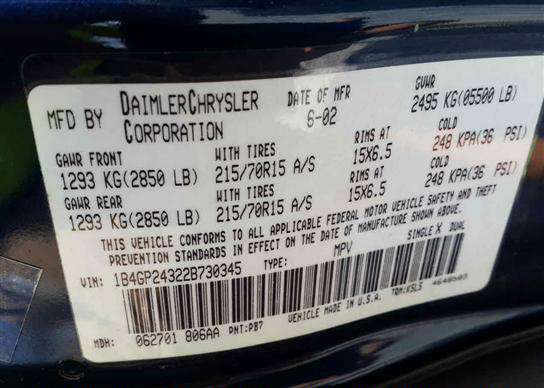 MFD BY DAIMLERCHRYSLER CORPORATION DATE OF MFR 6-02 GVWR 2495 KG(05500 LB)
GAWR FRONT WITH TIRES RIMS AT COLD
1293 KG(2850 LB) 215/70R15 A/S 15X6.5 248 KPA(36 PSI)
GAWR REAR WITH TIRES RIMS AT COLD
1293 KG(2850 LB) 215/70R15 A/S 15X6.5 248 KPA(36 PSI)
THIS VEHICLE CONFORMS TO ALL APPLICABLE FEDERAL MOTOR VEHICLE SAFETY AND THEFT
PREVENTION STANDARDS IN EFFECT ON THE DATE OF MANUFACTURE SHOWN ABOVE.
VIN: 1B4GP24322B730345 TYPE: MPV SINGLE X DUAL
MDH: 062701 806AA PNT:PB7 VEHICLE MADE IN U.S.A. TRM:K5L5 4648503